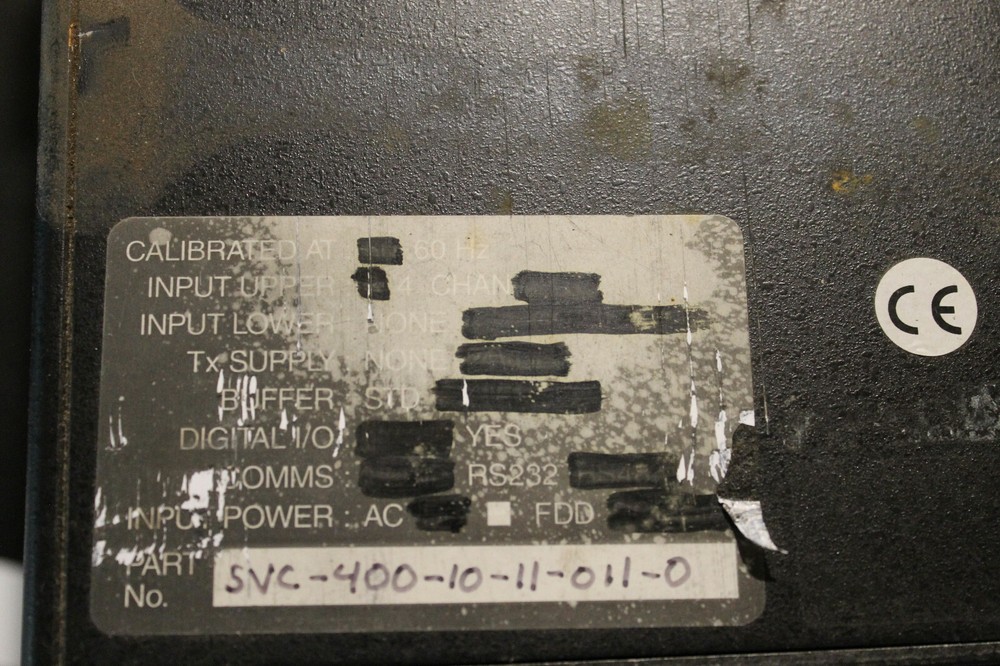 CALIBRATED AT 60 Hz
INPUT UPPER 4 CHAN
INPUT LOWER NONE
Tx SUPPLY NONE
BUFFER STD
DIGITAL I/O YES
COMMS RS232
INPUT POWER AC FDD
PART No. SVC-400-10-11-011-0
CE